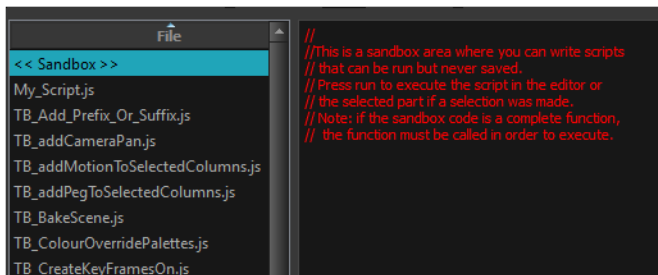 File
<< Sandbox >>
My_Script.js
TB_Add_Prefix_Or_Suffix.js
TB_addCameraPan.js
TB_addMotionToSelectedColumns.js
TB_addPegToSelectedColumns.js
TB_BakeScene.js
TB_ColourOverridePalettes.js
TB_CreateKeyFramesOn.js
//
//This is a sandbox area where you can write scripts
// that can be run but never saved.
// Press run to execute the script in the editor or
// the selected part if a selection was made.
// Note: if the sandbox code is a complete function,
//  the function must be called in order to execute.